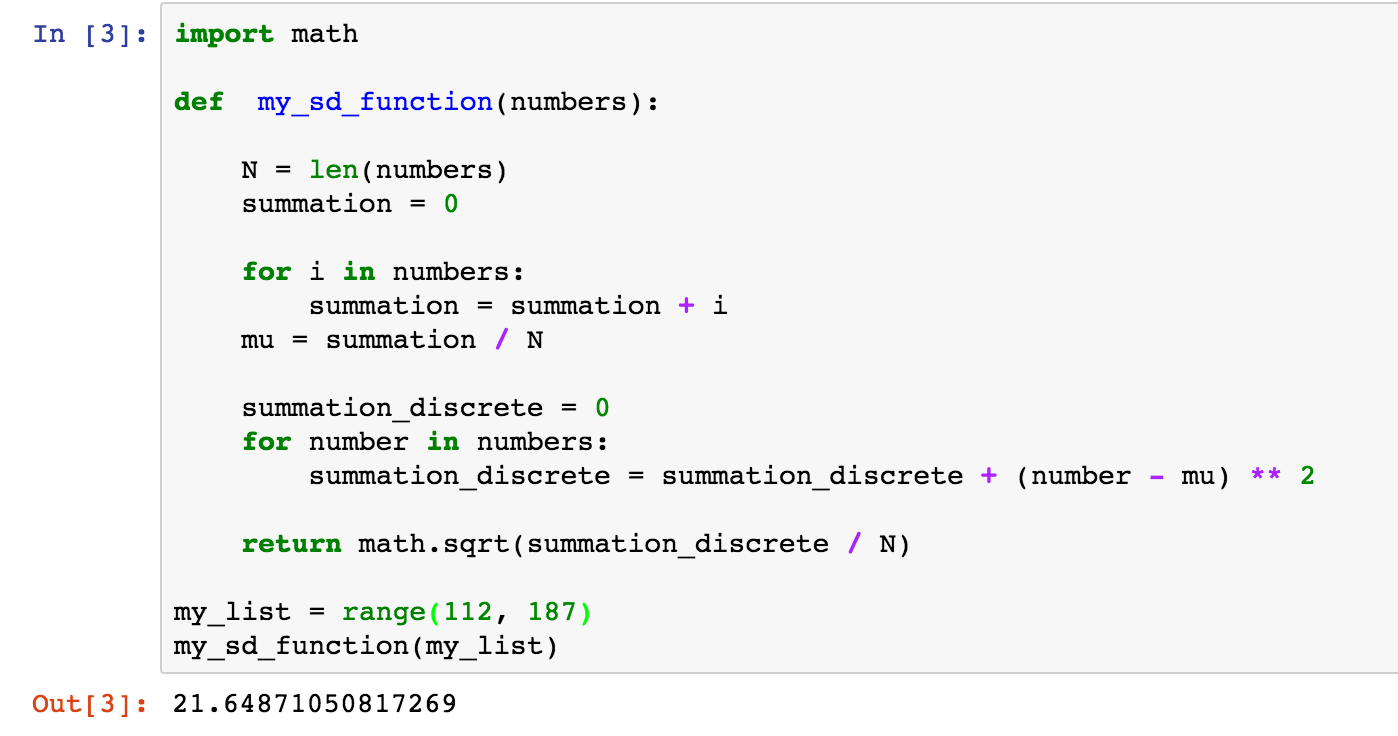 In [3]: import math
def  my_sd_function(numbers):
    N = len(numbers)
    summation = 0
    for i in numbers:
        summation = summation + i
    mu = summation / N
    summation_discrete = 0
    for number in numbers:
        summation_discrete = summation_discrete + (number - mu) ** 2
    return math.sqrt(summation_discrete / N)
my_list = range(112, 187)
my_sd_function(my_list)
Out[3]: 21.64871050817269